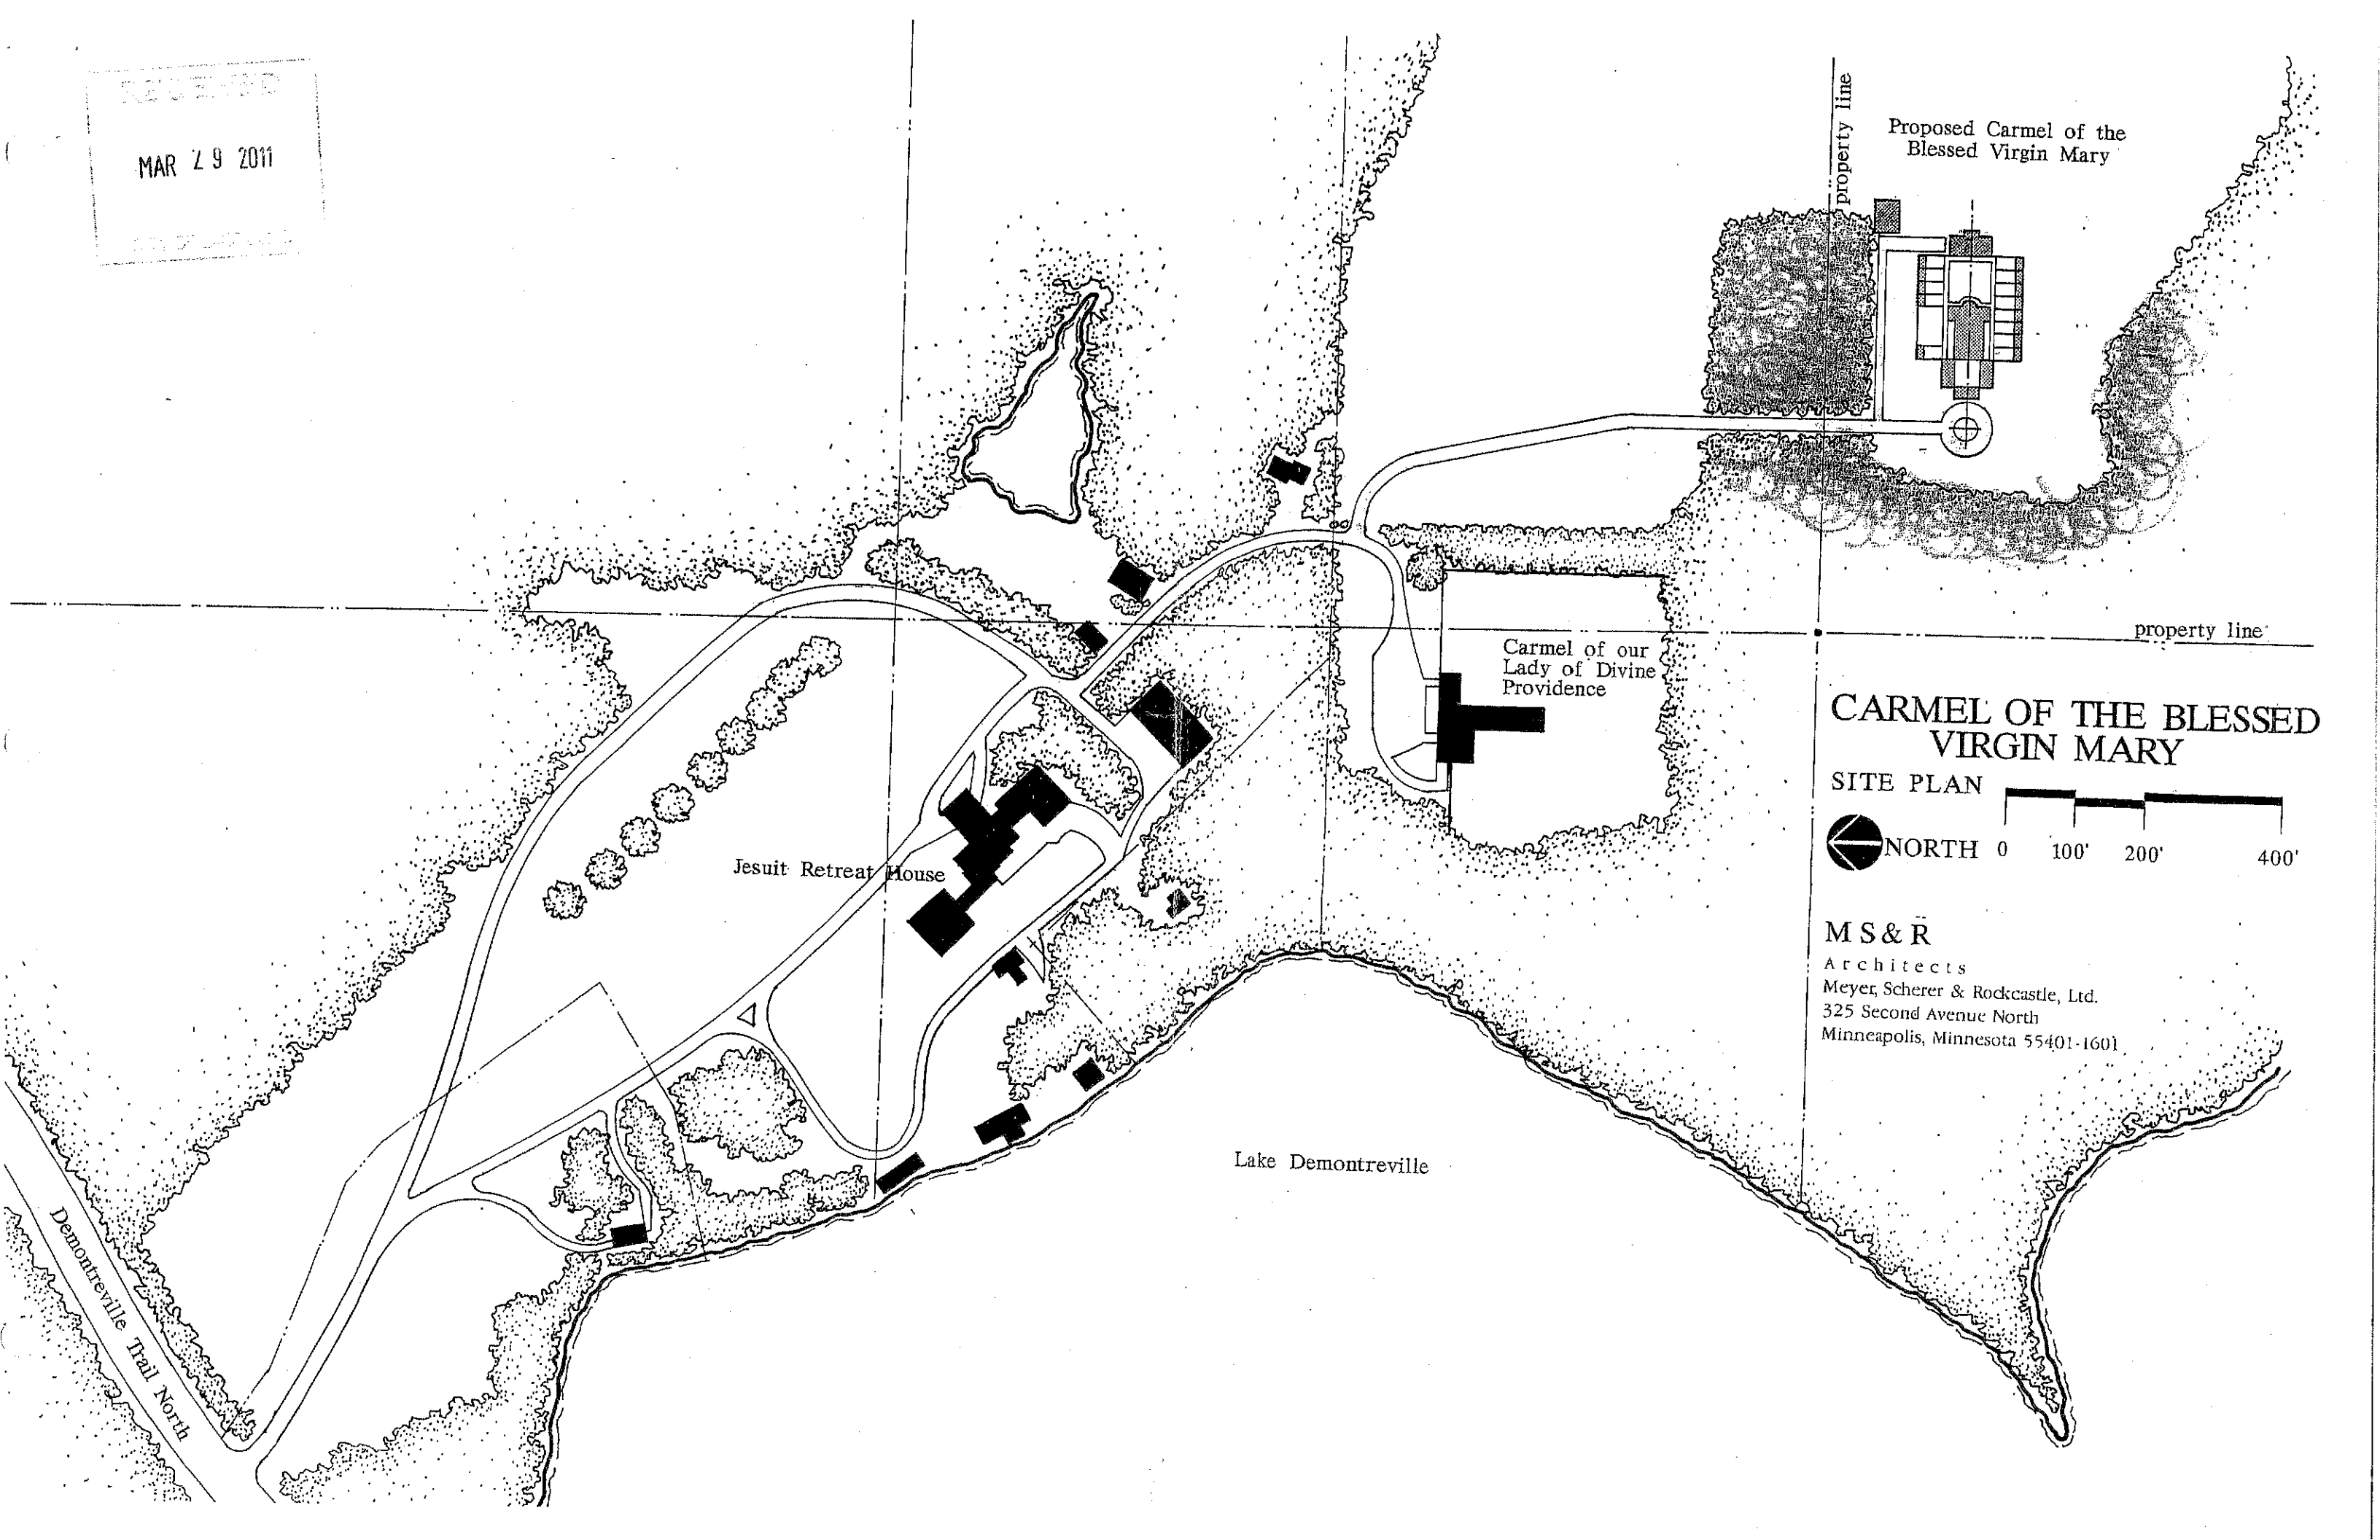 RECEIVED
MAR 29 2011
property line
Proposed Carmel of the
Blessed Virgin Mary
property line
Carmel of our
Lady of Divine
Providence
CARMEL OF THE BLESSED
VIRGIN MARY
SITE PLAN
NORTH
0 100' 200' 400'
Jesuit Retreat House
MS&R
Architects
Meyer, Scherer & Rockcastle, Ltd.
325 Second Avenue North
Minneapolis, Minnesota 55401-1601
Lake Demontreville
Demontreville Trail North